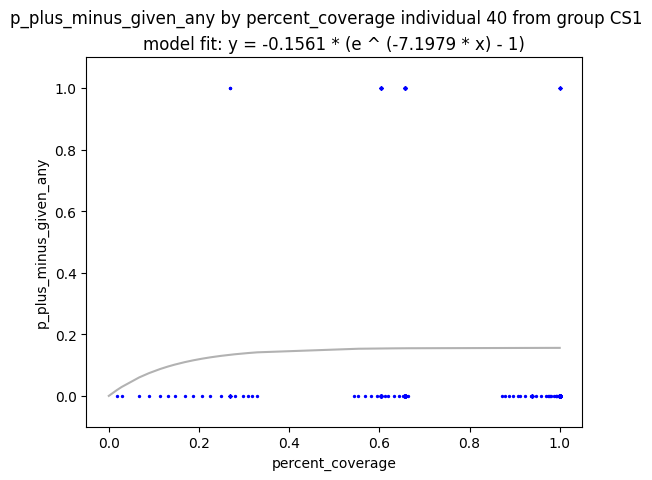 p_plus_minus_given_any by percent_coverage individual 40 from group CS1
model fit: y = -0.1561 * (e ^ (-7.1979 * x) - 1)
1.0
0.8
0.6
0.4
0.2
0.0
p_plus_minus_given_any
0.0 0.2 0.4 0.6 0.8 1.0
percent_coverage